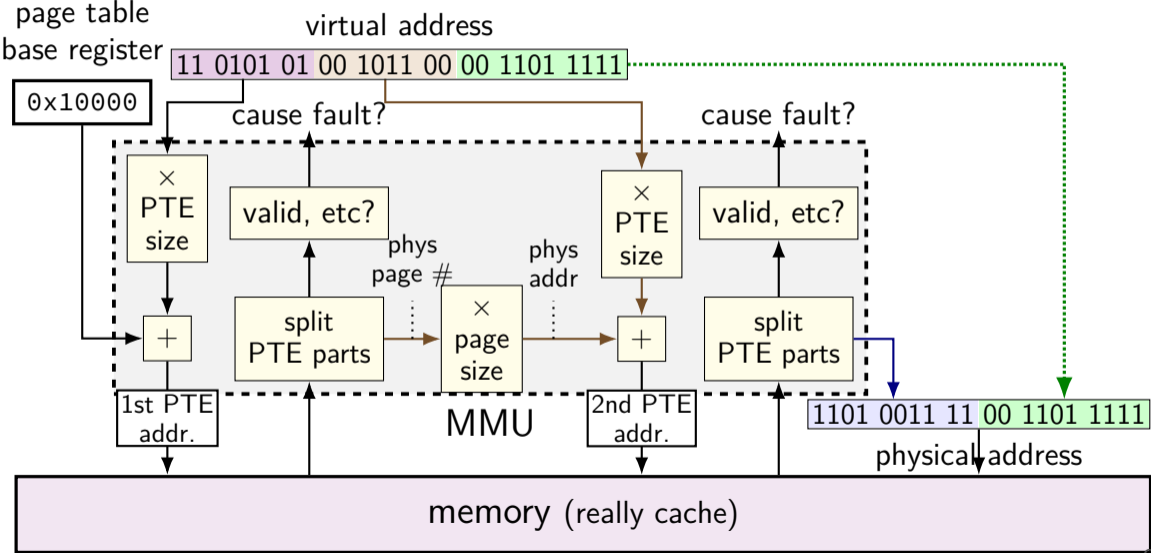 page table
base register
0x10000
virtual address
11 0101 01 00 1011 00 00 1101 1111
cause fault?
cause fault?
×
PTE
size
valid, etc?
×
PTE
size
valid, etc?
phys
page #
phys
addr
+
split
PTE parts
×
page
size
+
split
PTE parts
1st PTE
addr.
MMU
2nd PTE
addr.
1101 0011 11 00 1101 1111
physical address
memory (really cache)